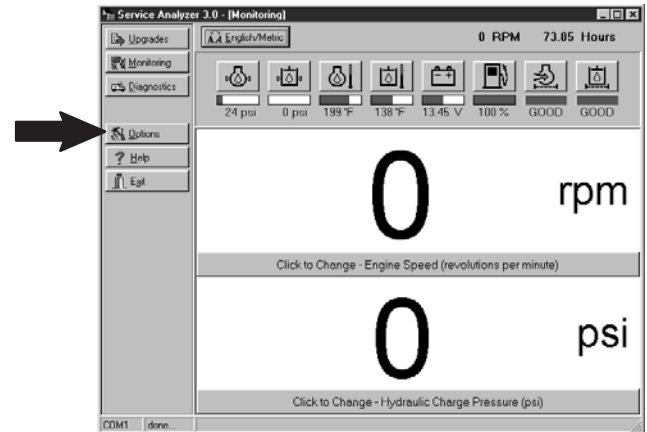 Service Analyzer 3.0 - [Monitoring]
Upgrades
English/Metric
0 RPM 73.85 Hours
Monitoring
Diagnostics
24 psi 0 psi 199°F 138°F 13.45 V 100 % GOOD GOOD
Options
Help
Exit
0 rpm
Click to Change - Engine Speed (revolutions per minute)
0 psi
Click to Change - Hydraulic Charge Pressure (psi)
COM1 done...